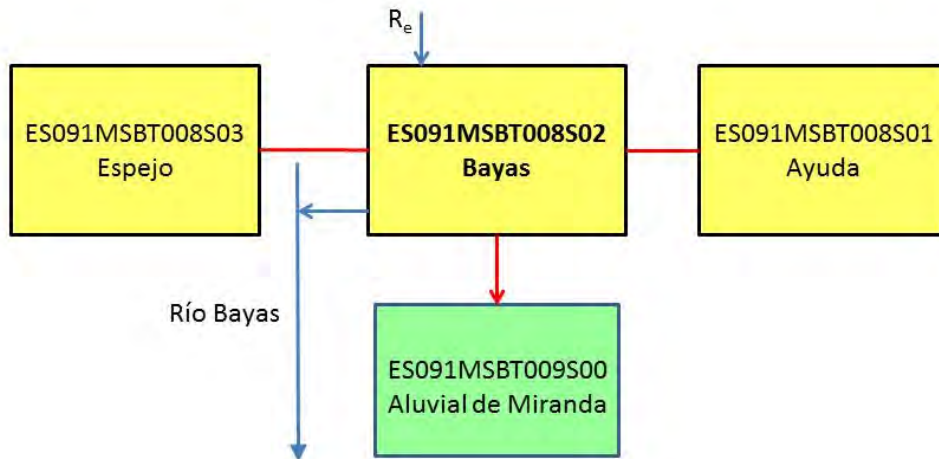 Re
ES091MSBT008S03
Espejo
ES091MSBT008S02
Bayas
ES091MSBT008S01
Ayuda
Río Bayas
ES091MSBT009S00
Aluvial de Miranda